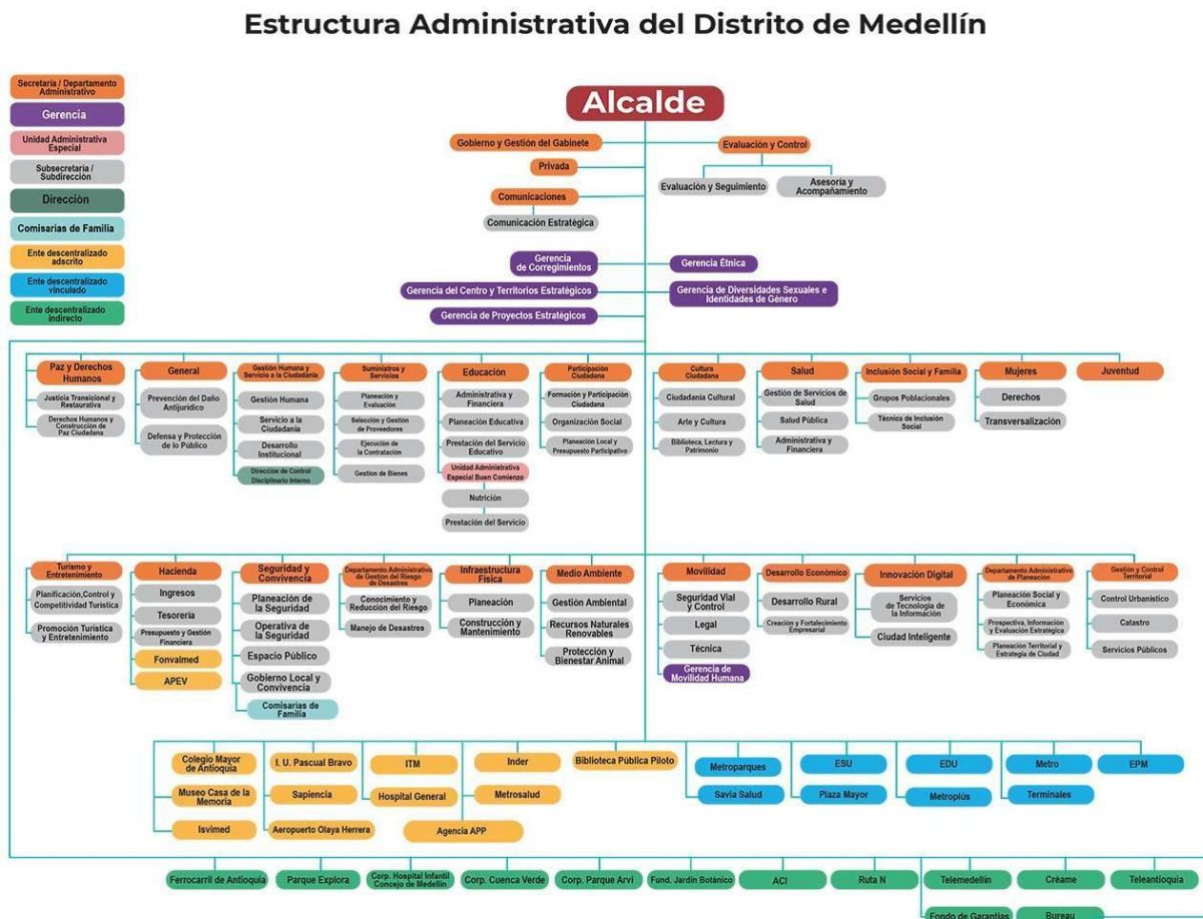 Estructura Administrativa del Distrito de Medellín
Secretaría / Departamento
Administrativo
Gerencia
Unidad Administrativa
Especial
Subsecretaría /
Subdirección
Dirección
Comisarías de Familia
Ente descentralizado
adscrito
Ente descentralizado
vinculado
Ente descentralizado
indirecto
Alcalde
Gobierno y Gestión del Gabinete
Evaluación y Control
Privada
Evaluación y Seguimiento
Asesoría y
Acompañamiento
Comunicaciones
Comunicación Estratégica
Gerencia
de Corregimientos
Gerencia Étnica
Gerencia del Centro y Territorios Estratégicos
Gerencia de Diversidades Sexuales e
Identidades de Género
Gerencia de Proyectos Estratégicos
Paz y Derechos
Humanos
Justicia Transicional y
Restaurativa
Derechos Humanos y
Construcción de
Paz Ciudadana
General
Prevención del Daño
Antijurídico
Defensa y Protección
de lo Público
Gestión Humana y
Servicio a la Ciudadanía
Gestión Humana
Servicio a la
Ciudadanía
Desarrollo
Institucional
Dirección de Control
Disciplinario Interno
Suministros y
Servicios
Planeación y
Evaluación
Selección y Gestión
de Proveedores
Ejecución de
la Contratación
Gestión de Bienes
Educación
Administrativa y
Financiera
Planeación Educativa
Prestación del Servicio
Educativo
Unidad Administrativa
Especial Buen Comienzo
Nutrición
Prestación del Servicio
Participación
Ciudadana
Formación y Participación
Ciudadana
Organización Social
Planeación Local y
Presupuesto Participativo
Cultura
Ciudadana
Ciudadanía Cultural
Arte y Cultura
Biblioteca, Lectura y
Patrimonio
Salud
Gestión de Servicios de
Salud
Salud Pública
Administrativa y
Financiera
Inclusión Social y Familia
Grupos Poblacionales
Técnica de Inclusión
Social
Mujeres
Derechos
Transversalización
Juventud
Turismo y
Entretenimiento
Planificación,Control y
Competitividad Turística
Promoción Turística
y Entretenimiento
Hacienda
Ingresos
Tesorería
Presupuesto y Gestión
Financiera
Fonvalmed
APEV
Seguridad y
Convivencia
Planeación de
la Seguridad
Operativa de
la Seguridad
Espacio Público
Gobierno Local y
Convivencia
Comisarías de
Familia
Departamento Administrativo
de Gestión del Riesgo
de Desastres
Conocimiento y
Reducción del Riesgo
Manejo de Desastres
Infraestructura
Física
Planeación
Construcción y
Mantenimiento
Medio Ambiente
Gestión Ambiental
Recursos Naturales
Renovables
Protección y
Bienestar Animal
Movilidad
Seguridad Vial
y Control
Legal
Técnica
Gerencia de
Movilidad Humana
Desarrollo Económico
Desarrollo Rural
Creación y Fortalecimiento
Empresarial
Innovación Digital
Servicios
de Tecnología de
la Información
Ciudad Inteligente
Departamento Administrativo
de Planeación
Planeación Social y
Económica
Prospectiva, Información
y Evaluación Estratégica
Planeación Territorial y
Estrategia de Ciudad
Gestión y Control
Territorial
Control Urbanístico
Catastro
Servicios Públicos
Colegio Mayor
de Antioquia
Museo Casa de la
Memoria
Isvimed
I. U. Pascual Bravo
Sapiencia
Aeropuerto Olaya Herrera
ITM
Hospital General
Inder
Metrosalud
Agencia APP
Biblioteca Pública Piloto
Metroparques
Savia Salud
ESU
Plaza Mayor
EDU
Metroplús
Metro
Terminales
EPM
Ferrocarril de Antioquia
Parque Explora
Corp. Hospital Infantil
Concejo de Medellín
Corp. Cuenca Verde
Corp. Parque Arví
Fund. Jardín Botánico
ACI
Ruta N
Telemedellín
Créame
Teleantioquia
Fondo de Garantías
Bureau